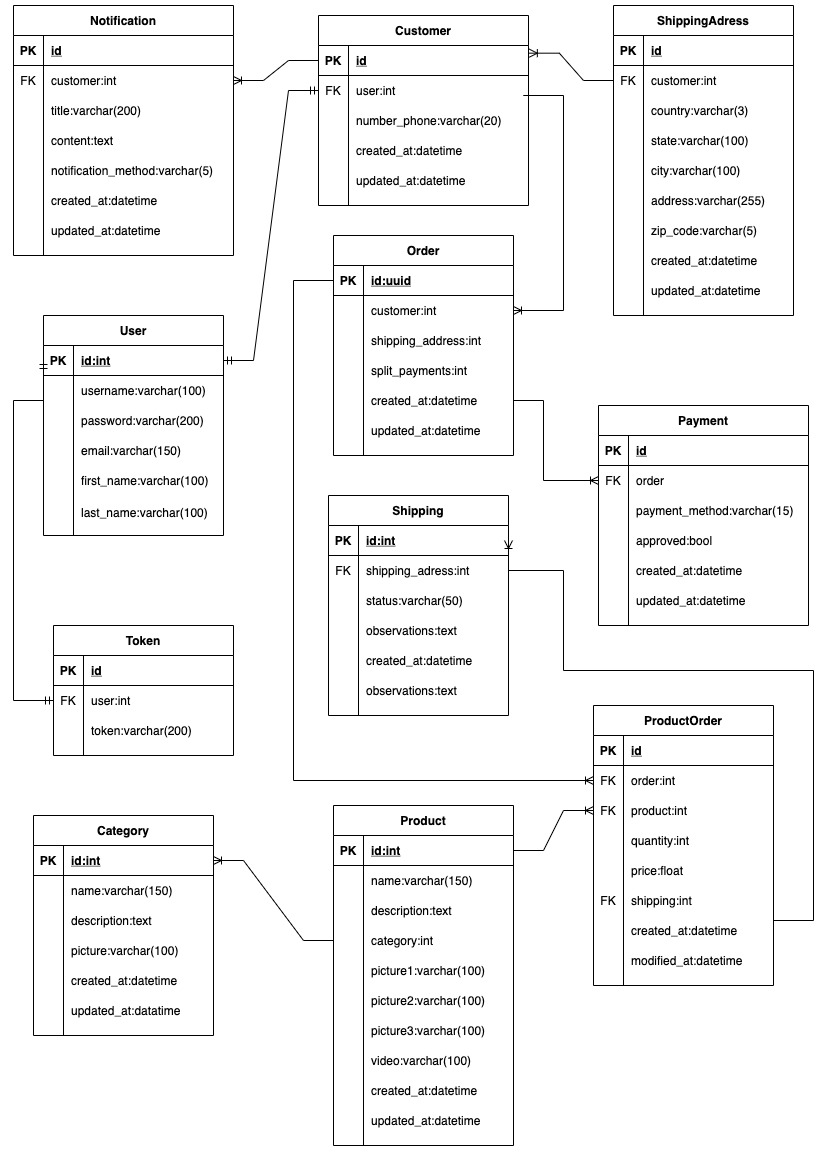 Notification
PK id
FK customer:int
title:varchar(200)
content:text
notification_method:varchar(5)
created_at:datetime
updated_at:datetime
Customer
PK id
FK user:int
number_phone:varchar(20)
created_at:datetime
updated_at:datetime
ShippingAdress
PK id
FK customer:int
country:varchar(3)
state:varchar(100)
city:varchar(100)
address:varchar(255)
zip_code:varchar(5)
created_at:datetime
updated_at:datetime
Order
PK id:uuid
customer:int
shipping_address:int
split_payments:int
created_at:datetime
updated_at:datetime
User
PK id:int
username:varchar(100)
password:varchar(200)
email:varchar(150)
first_name:varchar(100)
last_name:varchar(100)
Payment
PK id
FK order
payment_method:varchar(15)
approved:bool
created_at:datetime
updated_at:datetime
Shipping
PK id:int
FK shipping_adress:int
status:varchar(50)
observations:text
created_at:datetime
observations:text
Token
PK id
FK user:int
token:varchar(200)
ProductOrder
PK id
FK order:int
FK product:int
quantity:int
price:float
FK shipping:int
created_at:datetime
modified_at:datetime
Category
PK id:int
name:varchar(150)
description:text
picture:varchar(100)
created_at:datetime
updated_at:datatime
Product
PK id:int
name:varchar(150)
description:text
category:int
picture1:varchar(100)
picture2:varchar(100)
picture3:varchar(100)
video:varchar(100)
created_at:datetime
updated_at:datetime